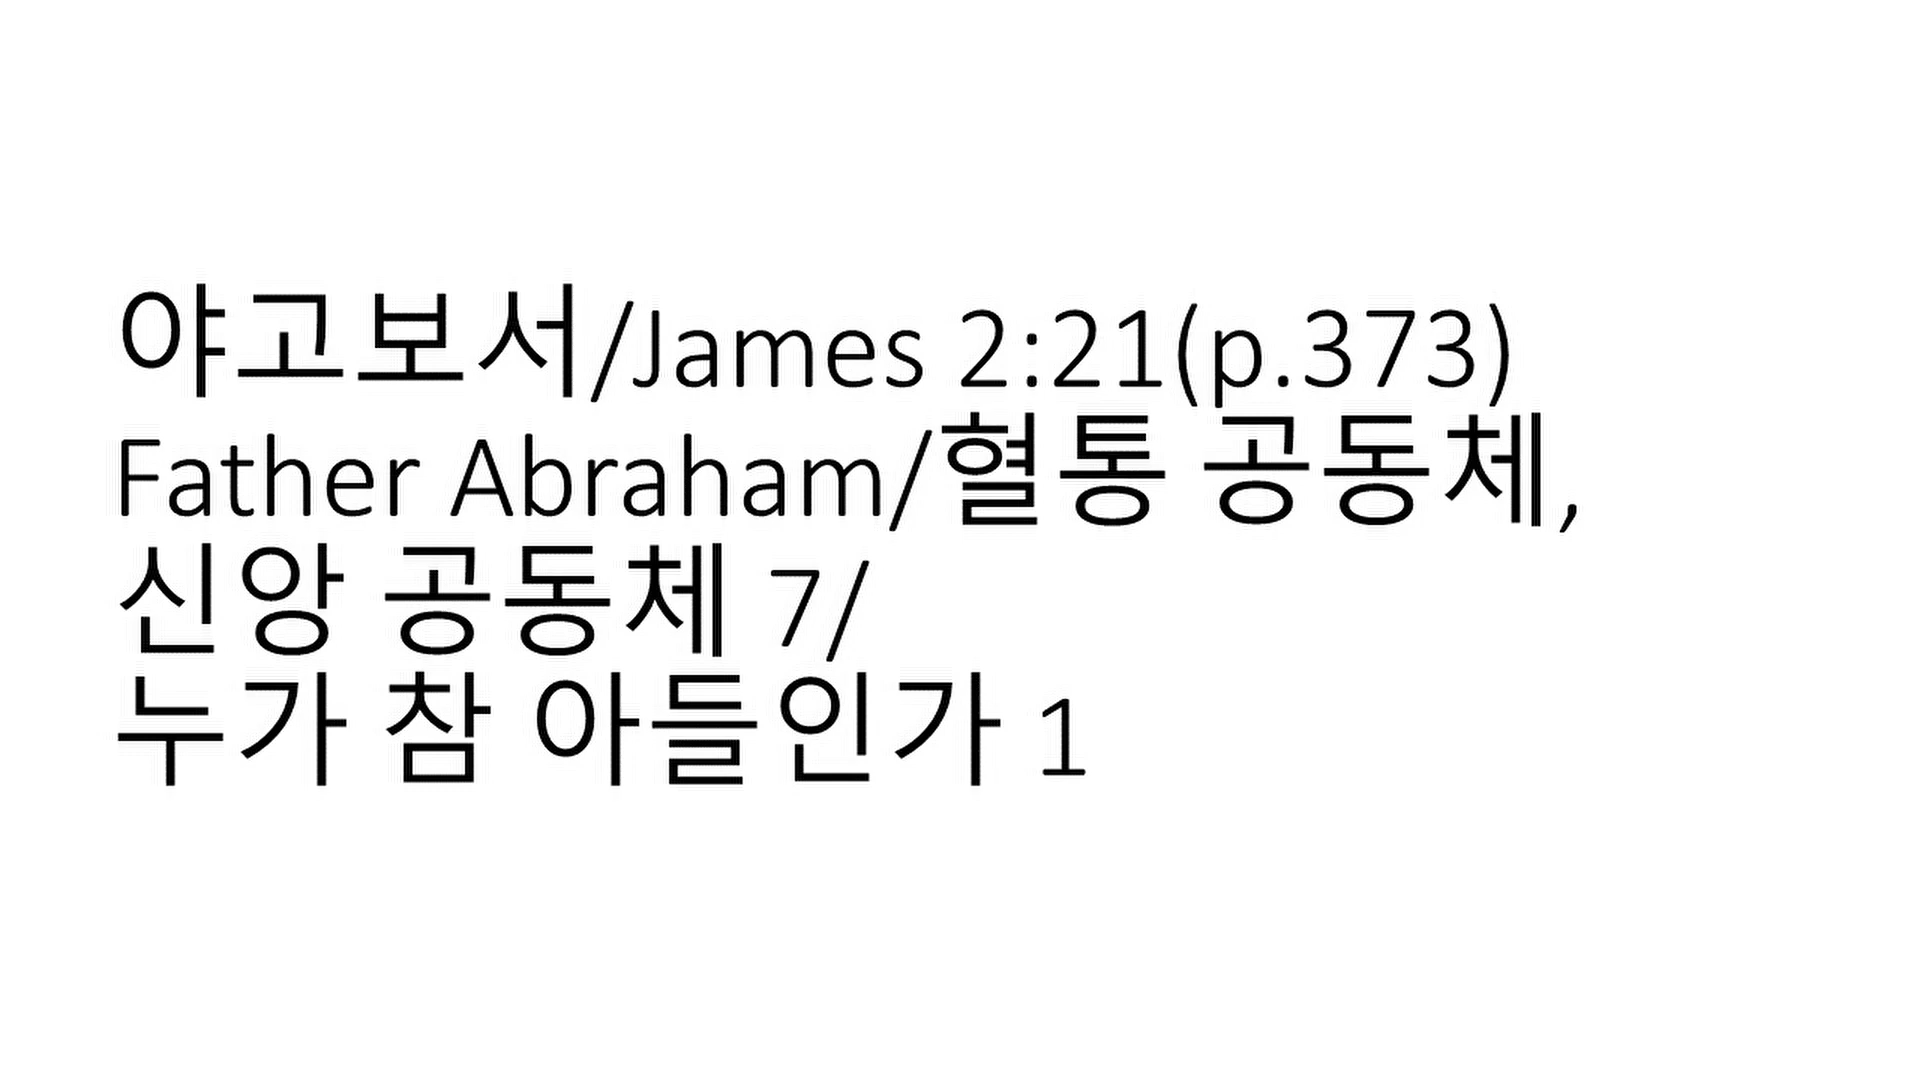 야고보서/James 2:21(p.373)
Father Abraham/혈통 공동체,
신앙 공동체 7/
누가 참 아들인가 1